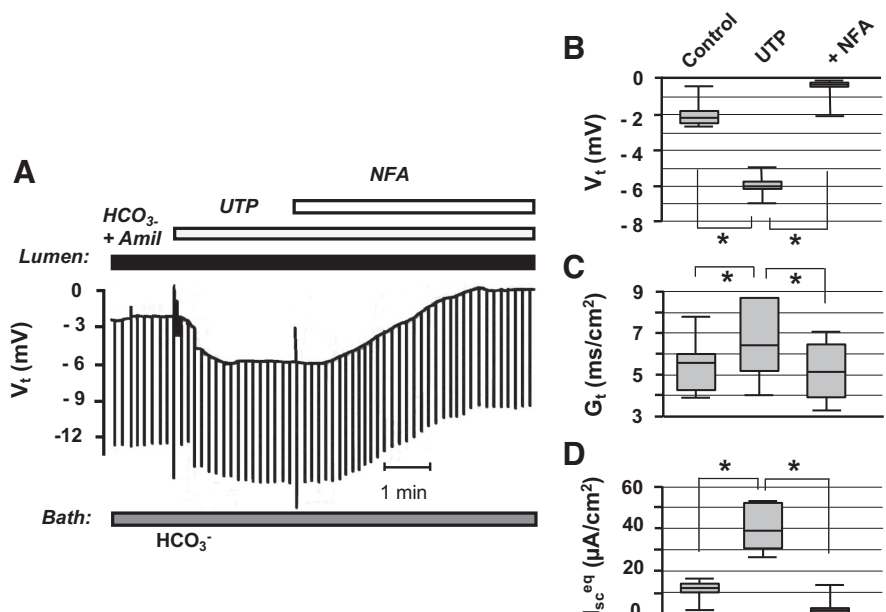 A
HCO₃-
+ Amil
UTP
NFA
Lumen:
Vt (mV)
0
- 3
- 6
- 9
-12
1 min
Bath:
HCO₃⁻
B
Control
UTP
+ NFA
Vt (mV)
0
- 2
- 4
- 6
- 8
*
*
C
*
*
Gt (ms/cm²)
9
7
5
3
D
*
*
Isc^eq (µA/cm²)
60
40
20
0